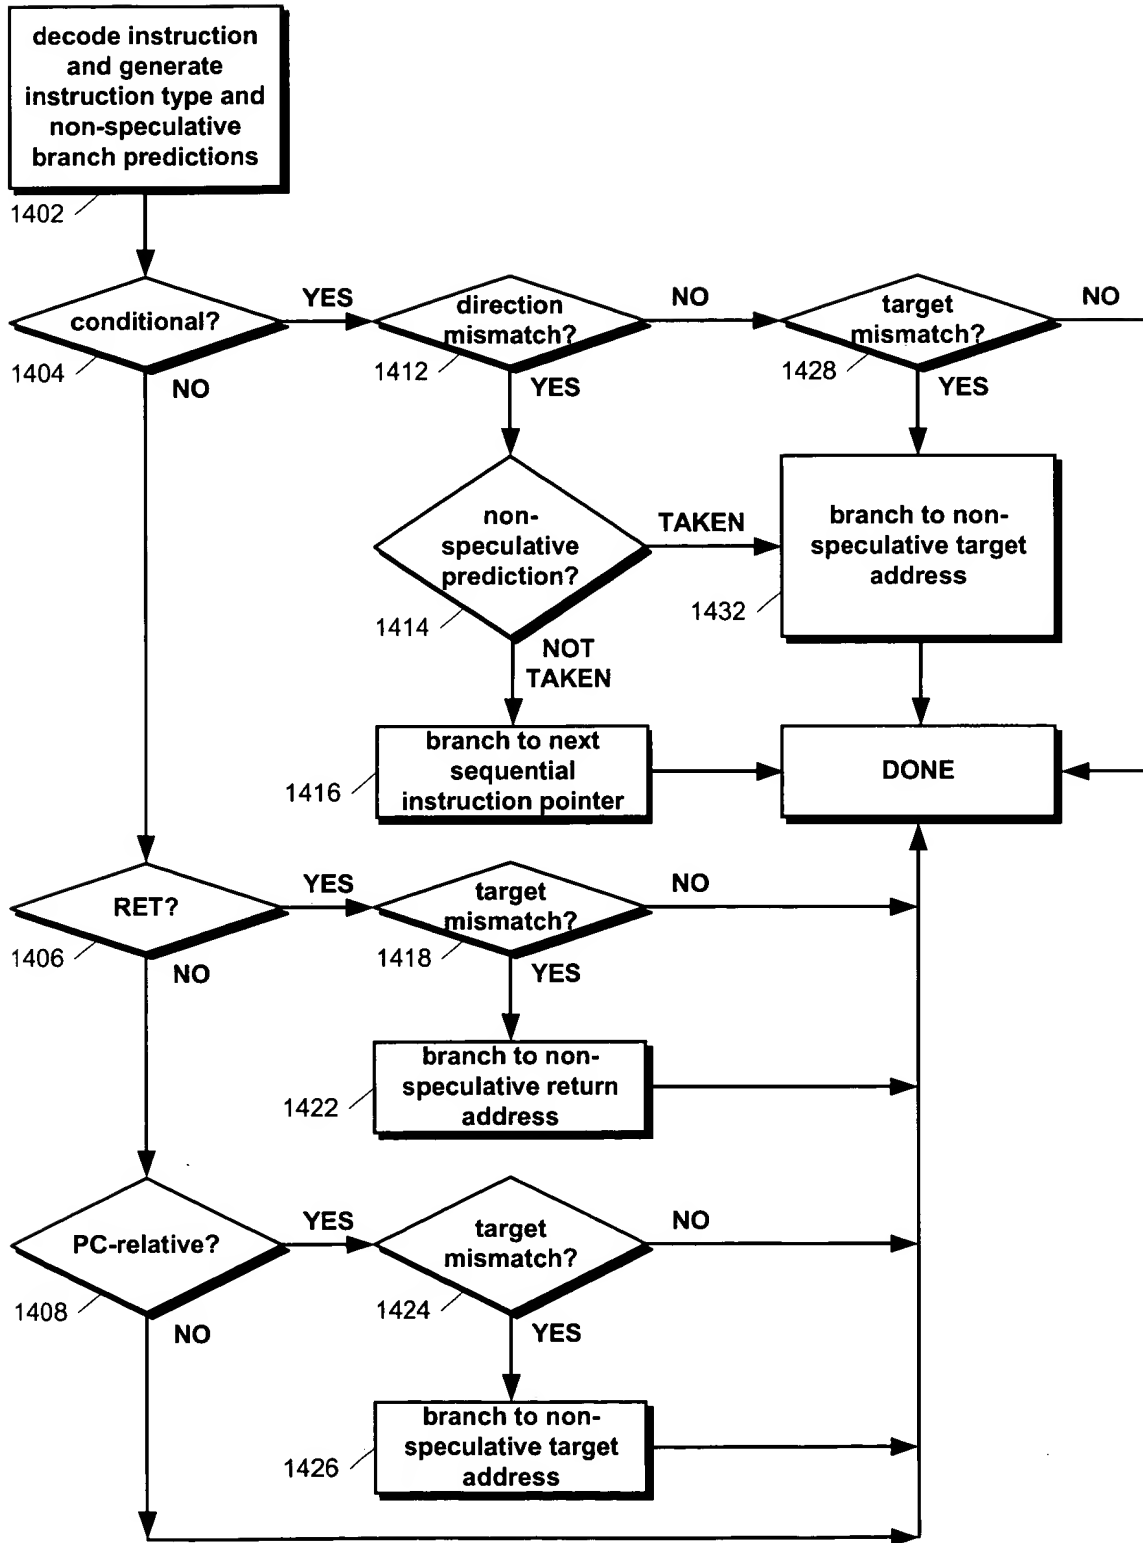 decode instruction
and generate
instruction type and
non-speculative
branch predictions
1402
conditional?
1404
YES
NO
direction
mismatch?
1412
NO
YES
target
mismatch?
1428
NO
YES
non-
speculative
prediction?
1414
TAKEN
NOT
TAKEN
branch to non-
speculative target
address
1432
branch to next
sequential
instruction pointer
1416
DONE
RET?
1406
YES
NO
target
mismatch?
1418
NO
YES
branch to non-
speculative return
address
1422
PC-relative?
1408
YES
NO
target
mismatch?
1424
NO
YES
branch to non-
speculative target
address
1426